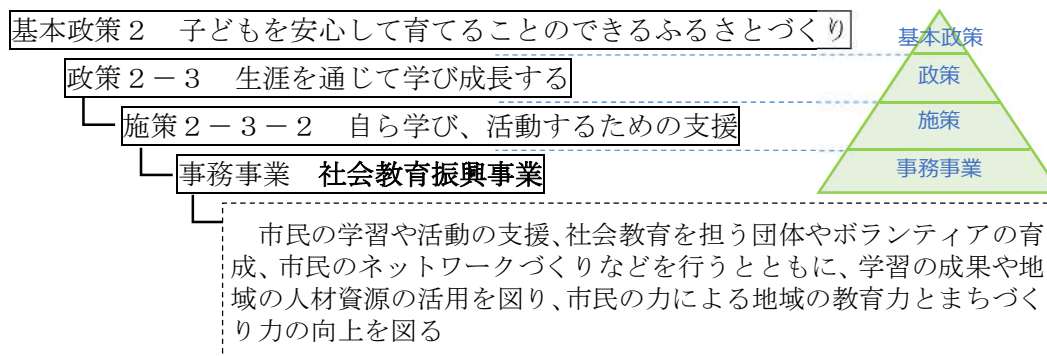 基本政策２　子どもを安心して育てることのできるふるさとづくり
政策２－３　生涯を通じて学び成長する
施策２－３－２　自ら学び、活動するための支援
事務事業　社会教育振興事業
市民の学習や活動の支援、社会教育を担う団体やボランティアの育
成、市民のネットワークづくりなどを行うとともに、学習の成果や地
域の人材資源の活用を図り、市民の力による地域の教育力とまちづく
り力の向上を図る
基本政策
政策
施策
事務事業